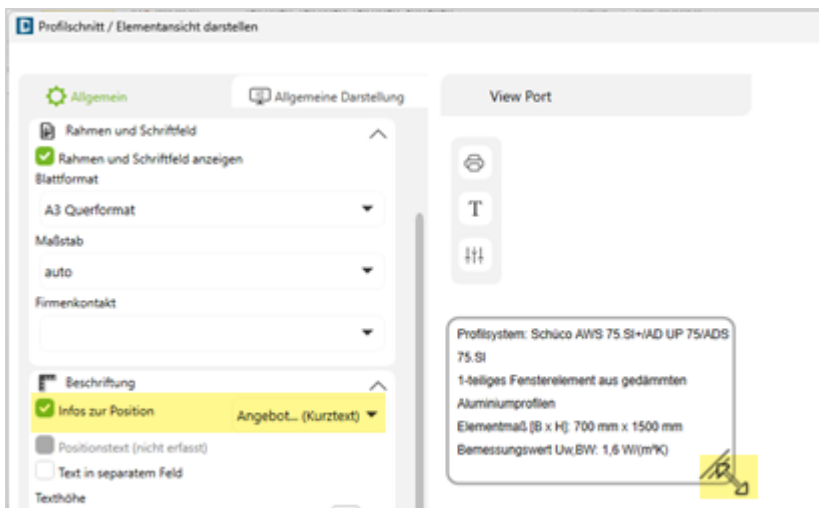 Profilschnitt / Elementansicht darstellen
Allgemein
Allgemeine Darstellung
View Port
Rahmen und Schriftfeld
Rahmen und Schriftfeld anzeigen
Blattformat
A3 Querformat
Maßstab
auto
Firmenkontakt
Beschriftung
Infos zur Position
Angebot... (Kurztext)
Positionstext (nicht erfasst)
Text in separatem Feld
Texthöhe
T
Profilsystem: Schüco AWS 75.SI+/AD UP 75/ADS
75.SI
1-teiliges Fensterelement aus gedämmten
Aluminiumprofilen
Elementmaß [B x H]: 700 mm x 1500 mm
Bemessungswert Uw,BW: 1,6 W/(m²K)